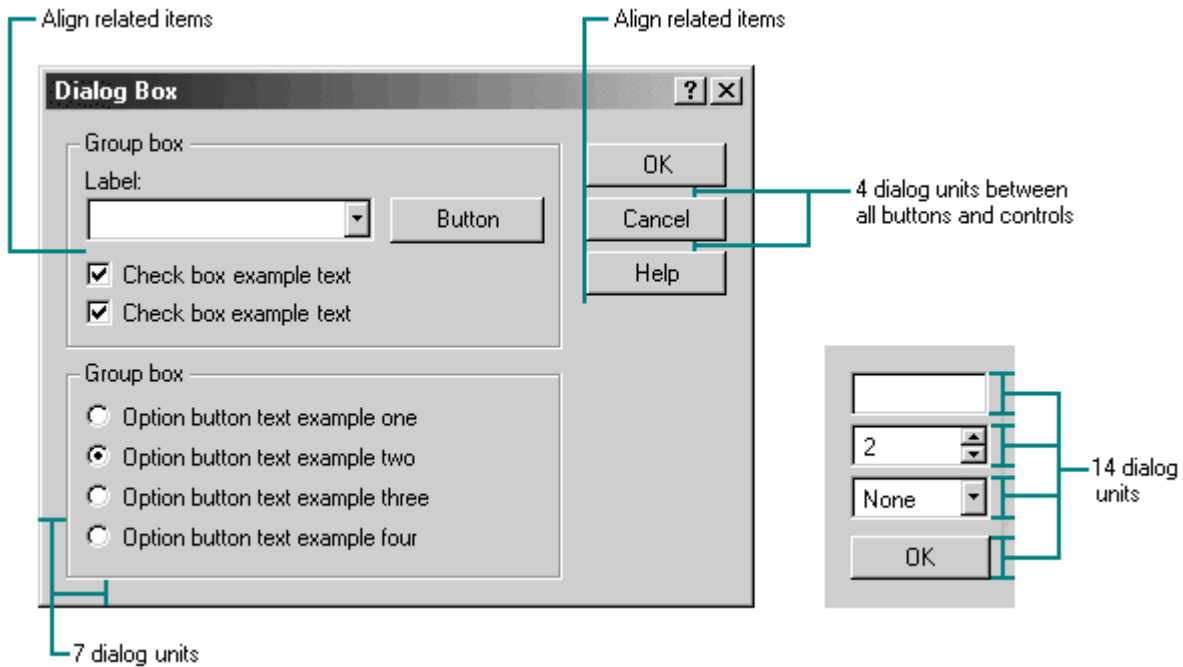 Align related items
Align related items
Dialog Box
?
Group box
Label:
Button
Check box example text
Check box example text
OK
Cancel
Help
4 dialog units between
all buttons and controls
Group box
Option button text example one
Option button text example two
Option button text example three
Option button text example four
7 dialog units
2
None
OK
14 dialog
units